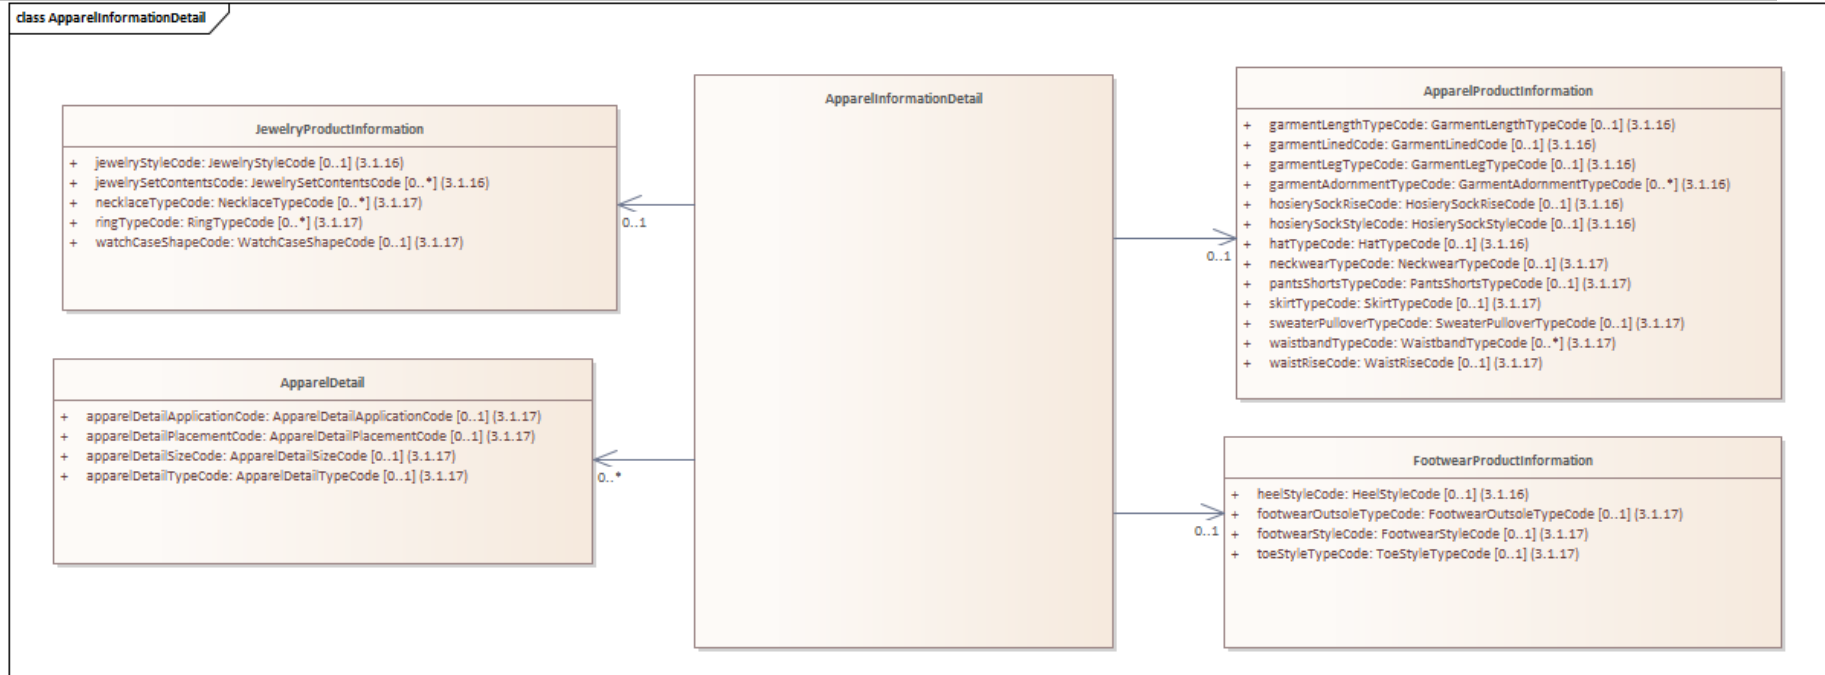 class ApparelInformationDetail
JewelryProductInformation
+ jewelryStyleCode: JewelryStyleCode [0..1] (3.1.16)
+ jewelrySetContentsCode: JewelrySetContentsCode [0..*] (3.1.16)
+ necklaceTypeCode: NecklaceTypeCode [0..*] (3.1.17)
+ ringTypeCode: RingTypeCode [0..*] (3.1.17)
+ watchCaseShapeCode: WatchCaseShapeCode [0..1] (3.1.17)
0..1
ApparelDetail
+ apparelDetailApplicationCode: ApparelDetailApplicationCode [0..1] (3.1.17)
+ apparelDetailPlacementCode: ApparelDetailPlacementCode [0..1] (3.1.17)
+ apparelDetailSizeCode: ApparelDetailSizeCode [0..1] (3.1.17)
+ apparelDetailTypeCode: ApparelDetailTypeCode [0..1] (3.1.17)
0..*
ApparelInformationDetail
ApparelProductInformation
+ garmentLengthTypeCode: GarmentLengthTypeCode [0..1] (3.1.16)
+ garmentLinedCode: GarmentLinedCode [0..1] (3.1.16)
+ garmentLegTypeCode: GarmentLegTypeCode [0..1] (3.1.16)
+ garmentAdornmentTypeCode: GarmentAdornmentTypeCode [0..*] (3.1.16)
+ hosierySockRiseCode: HosierySockRiseCode [0..1] (3.1.16)
+ hosierySockStyleCode: HosierySockStyleCode [0..1] (3.1.16)
+ hatTypeCode: HatTypeCode [0..1] (3.1.16)
+ neckwearTypeCode: NeckwearTypeCode [0..1] (3.1.17)
+ pantsShortsTypeCode: PantsShortsTypeCode [0..1] (3.1.17)
+ skirtTypeCode: SkirtTypeCode [0..1] (3.1.17)
+ sweaterPulloverTypeCode: SweaterPulloverTypeCode [0..1] (3.1.17)
+ waistbandTypeCode: WaistbandTypeCode [0..*] (3.1.17)
+ waistRiseCode: WaistRiseCode [0..1] (3.1.17)
0..1
FootwearProductInformation
+ heelStyleCode: HeelStyleCode [0..1] (3.1.16)
+ footwearOutsoleTypeCode: FootwearOutsoleTypeCode [0..1] (3.1.17)
+ footwearStyleCode: FootwearStyleCode [0..1] (3.1.17)
+ toeStyleTypeCode: ToeStyleTypeCode [0..1] (3.1.17)
0..1